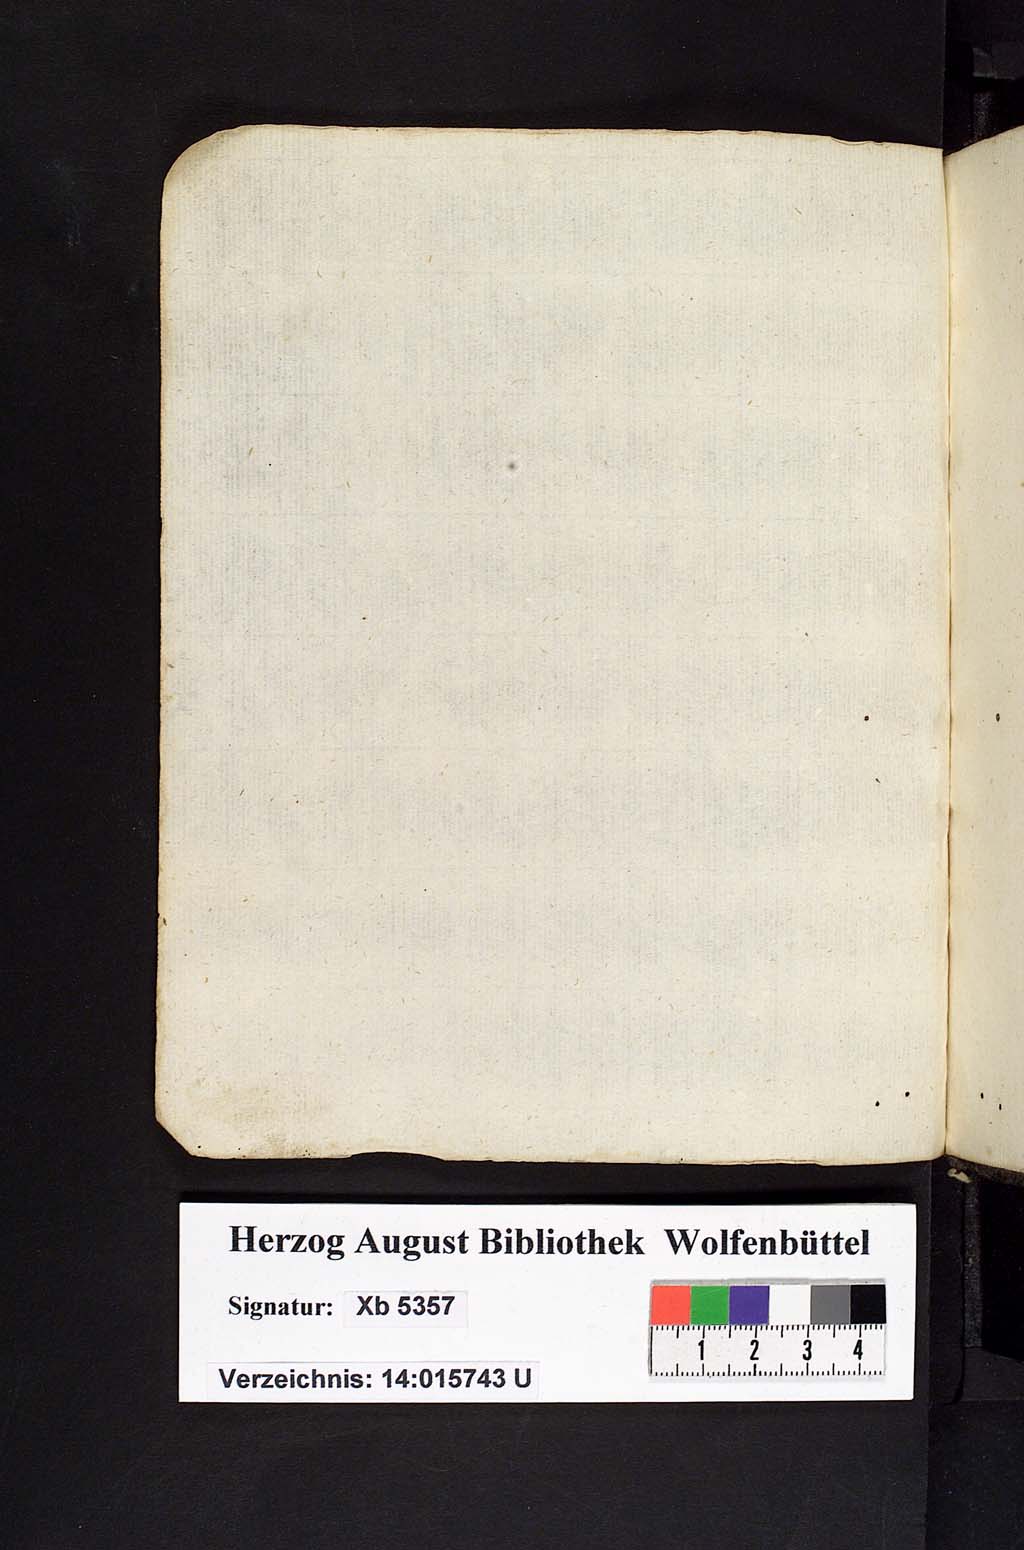 Herzog August Bibliothek Wolfenbüttel
Signatur: Xb 5357
1 2 3 4
Verzeichnis: 14:015743 U